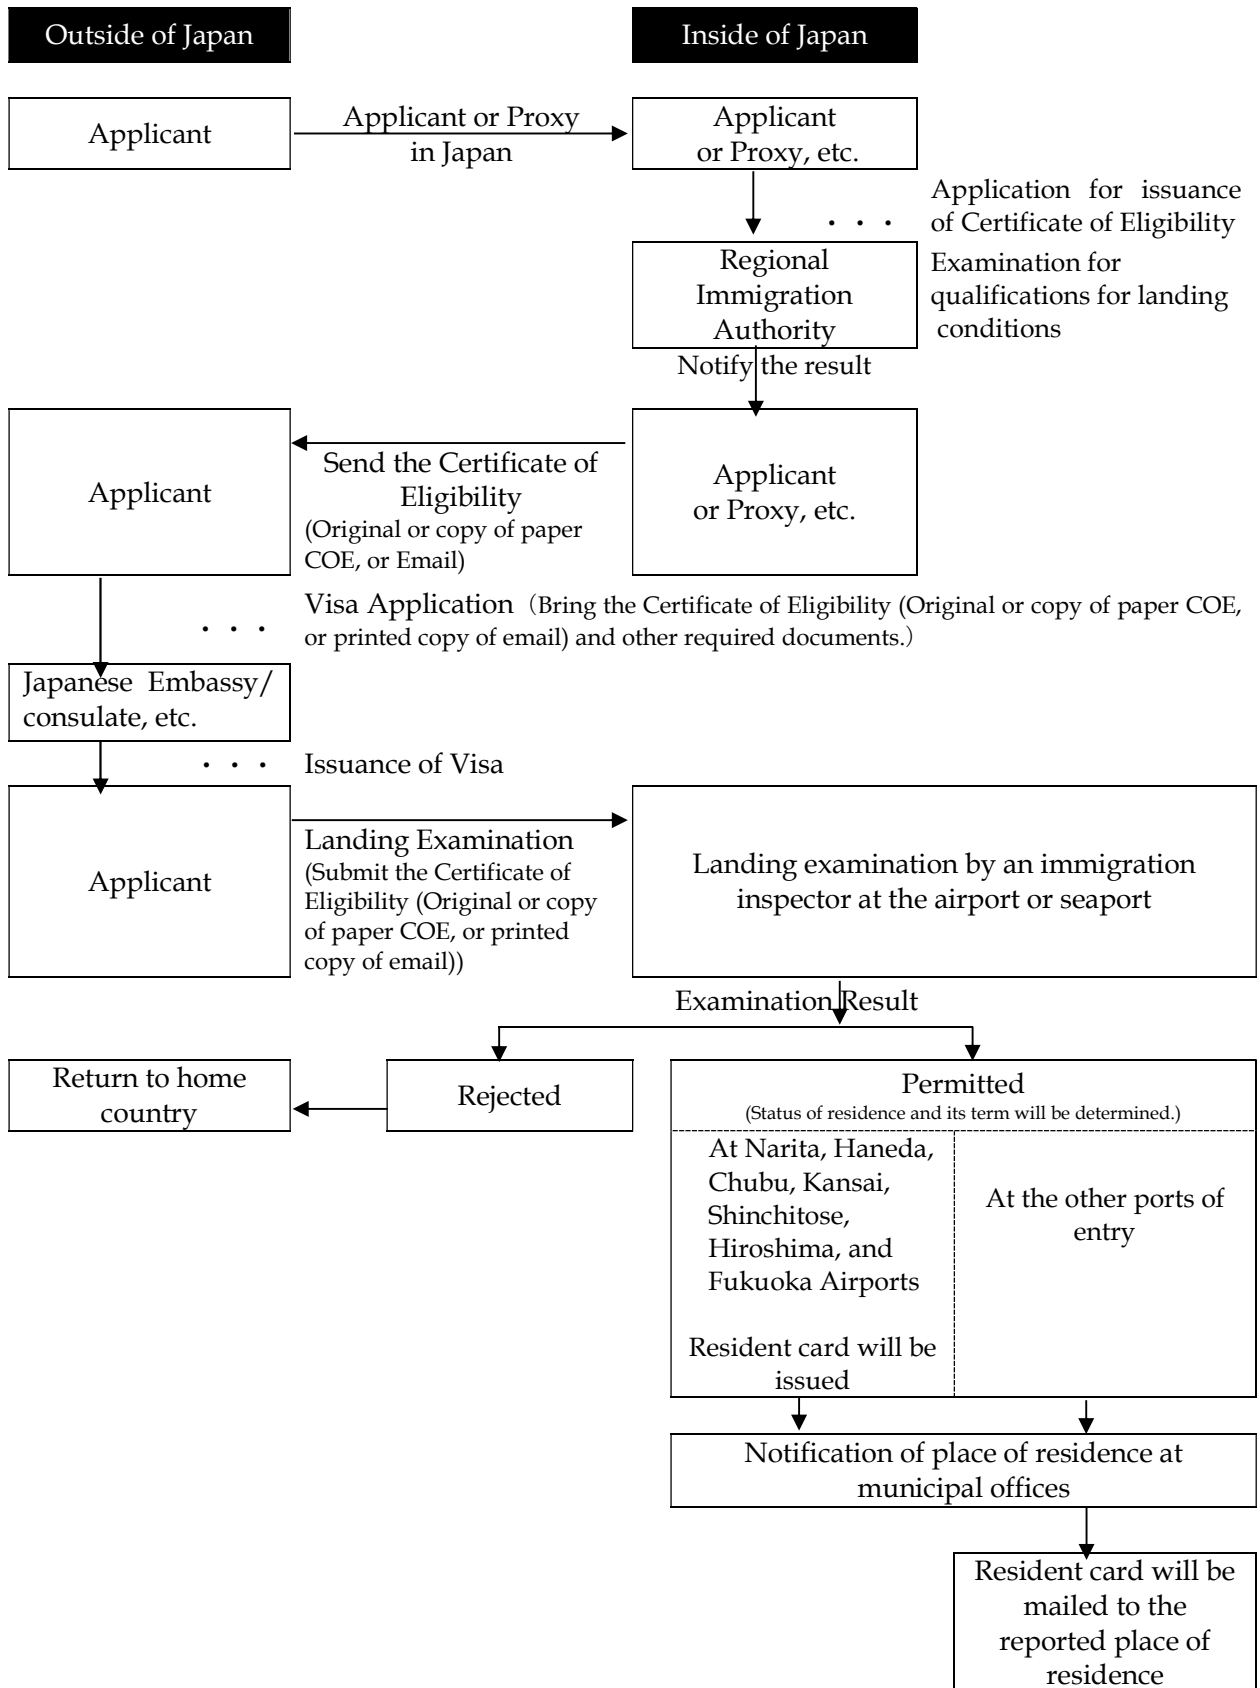 Outside of Japan
Inside of Japan
Applicant
Applicant or Proxy
in Japan
Applicant
or Proxy, etc.
・・・
Application for issuance
of Certificate of Eligibility
Regional
Immigration
Authority
Examination for
qualifications for landing
conditions
Notify the result
Applicant
Send the Certificate of
Eligibility
(Original or copy of paper
COE, or Email)
Applicant
or Proxy, etc.
・・・
Visa Application（Bring the Certificate of Eligibility (Original or copy of paper COE,
or printed copy of email) and other required documents.）
Japanese Embassy/
consulate, etc.
・・・
Issuance of Visa
Applicant
Landing Examination
(Submit the Certificate of
Eligibility (Original or copy
of paper COE, or printed
copy of email))
Landing examination by an immigration
inspector at the airport or seaport
Examination Result
Return to home
country
Rejected
Permitted
(Status of residence and its term will be determined.)
At Narita, Haneda,
Chubu, Kansai,
Shinchitose,
Hiroshima, and
Fukuoka Airports
Resident card will be
issued
At the other ports of
entry
Notification of place of residence at
municipal offices
Resident card will be
mailed to the
reported place of
residence